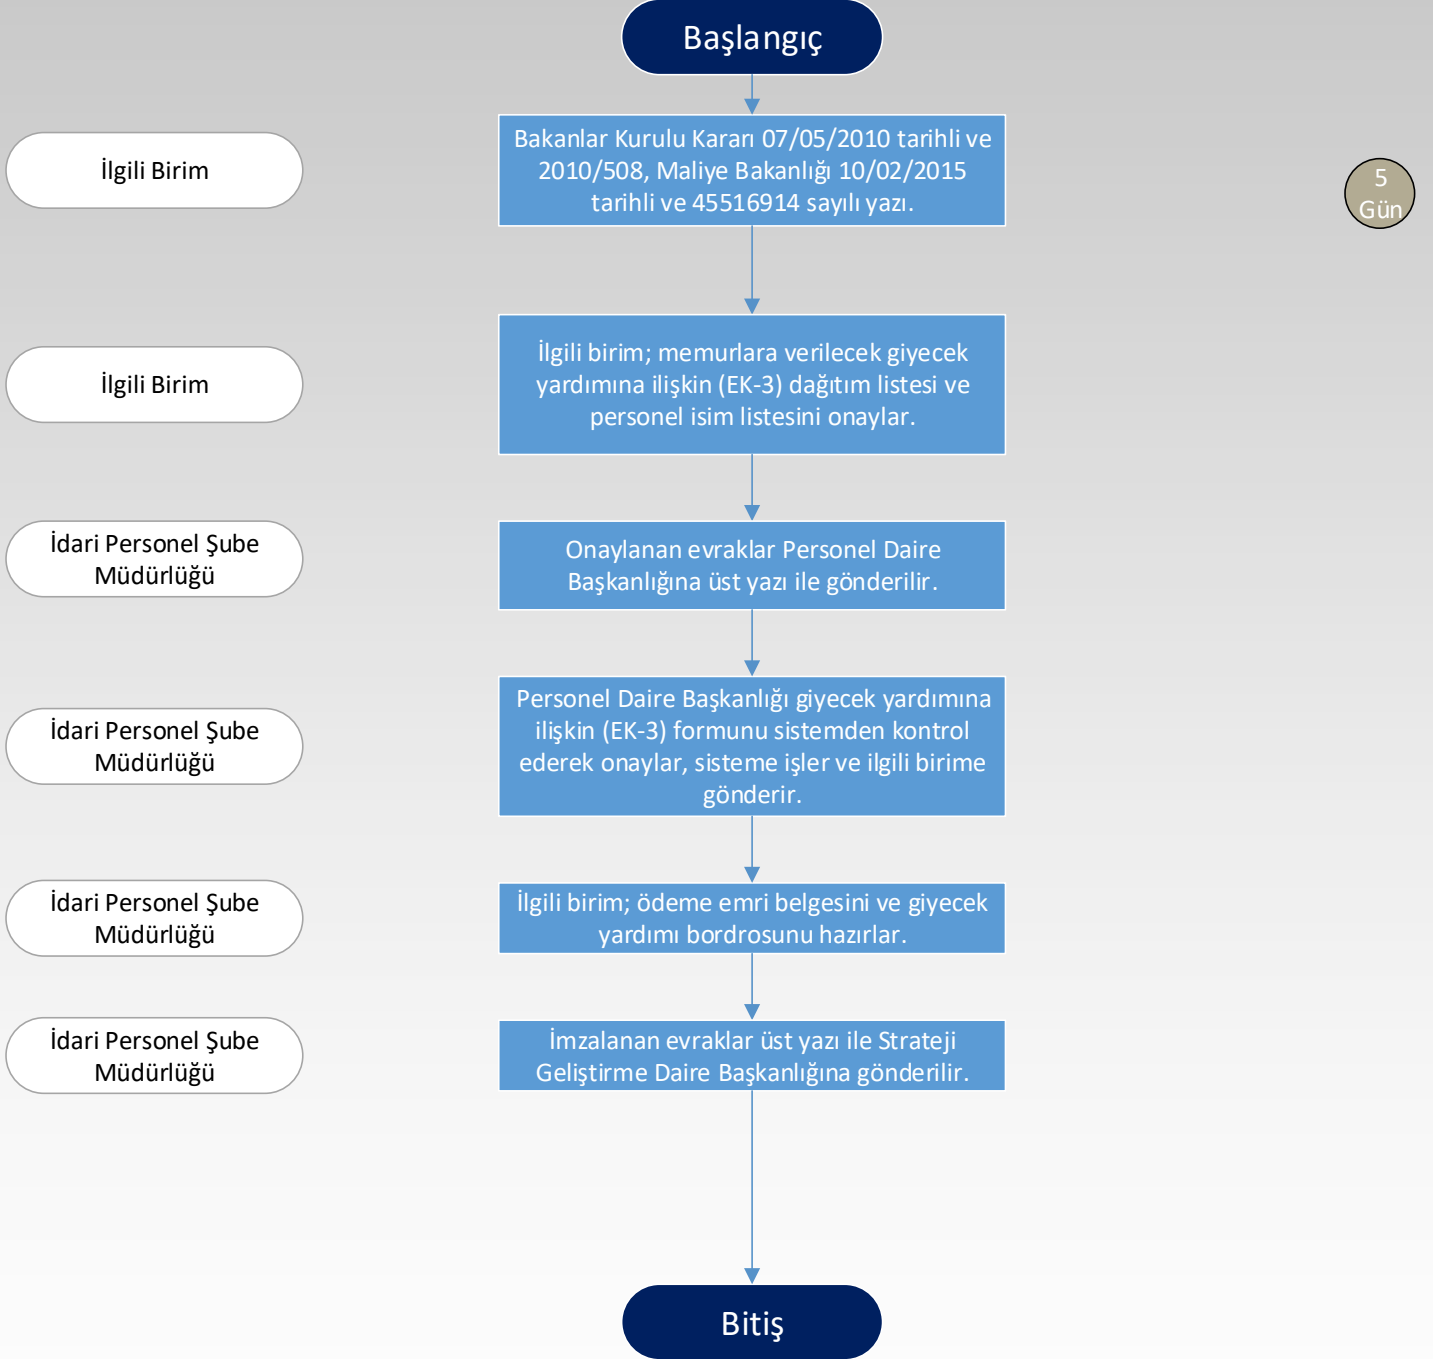 Başlangıç
İlgili Birim
Bakanlar Kurulu Kararı 07/05/2010 tarihli ve
2010/508, Maliye Bakanlığı 10/02/2015
tarihli ve 45516914 sayılı yazı.
5
Gün
İlgili Birim
İlgili birim; memurlara verilecek giyecek
yardımına ilişkin (EK-3) dağıtım listesi ve
personel isim listesini onaylar.
İdari Personel Şube
Müdürlüğü
Onaylanan evraklar Personel Daire
Başkanlığına üst yazı ile gönderilir.
İdari Personel Şube
Müdürlüğü
Personel Daire Başkanlığı giyecek yardımına
ilişkin (EK-3) formunu sistemden kontrol
ederek onaylar, sisteme işler ve ilgili birime
gönderir.
İdari Personel Şube
Müdürlüğü
İlgili birim; ödeme emri belgesini ve giyecek
yardımı bordrosunu hazırlar.
İdari Personel Şube
Müdürlüğü
İmzalanan evraklar üst yazı ile Strateji
Geliştirme Daire Başkanlığına gönderilir.
Bitiş